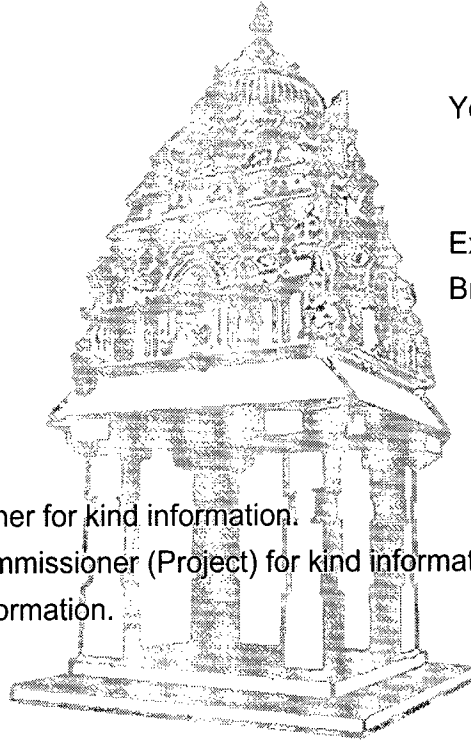 Yo
Ex
Br
ner for kind information.
mmissioner (Project) for kind informat
ormation.